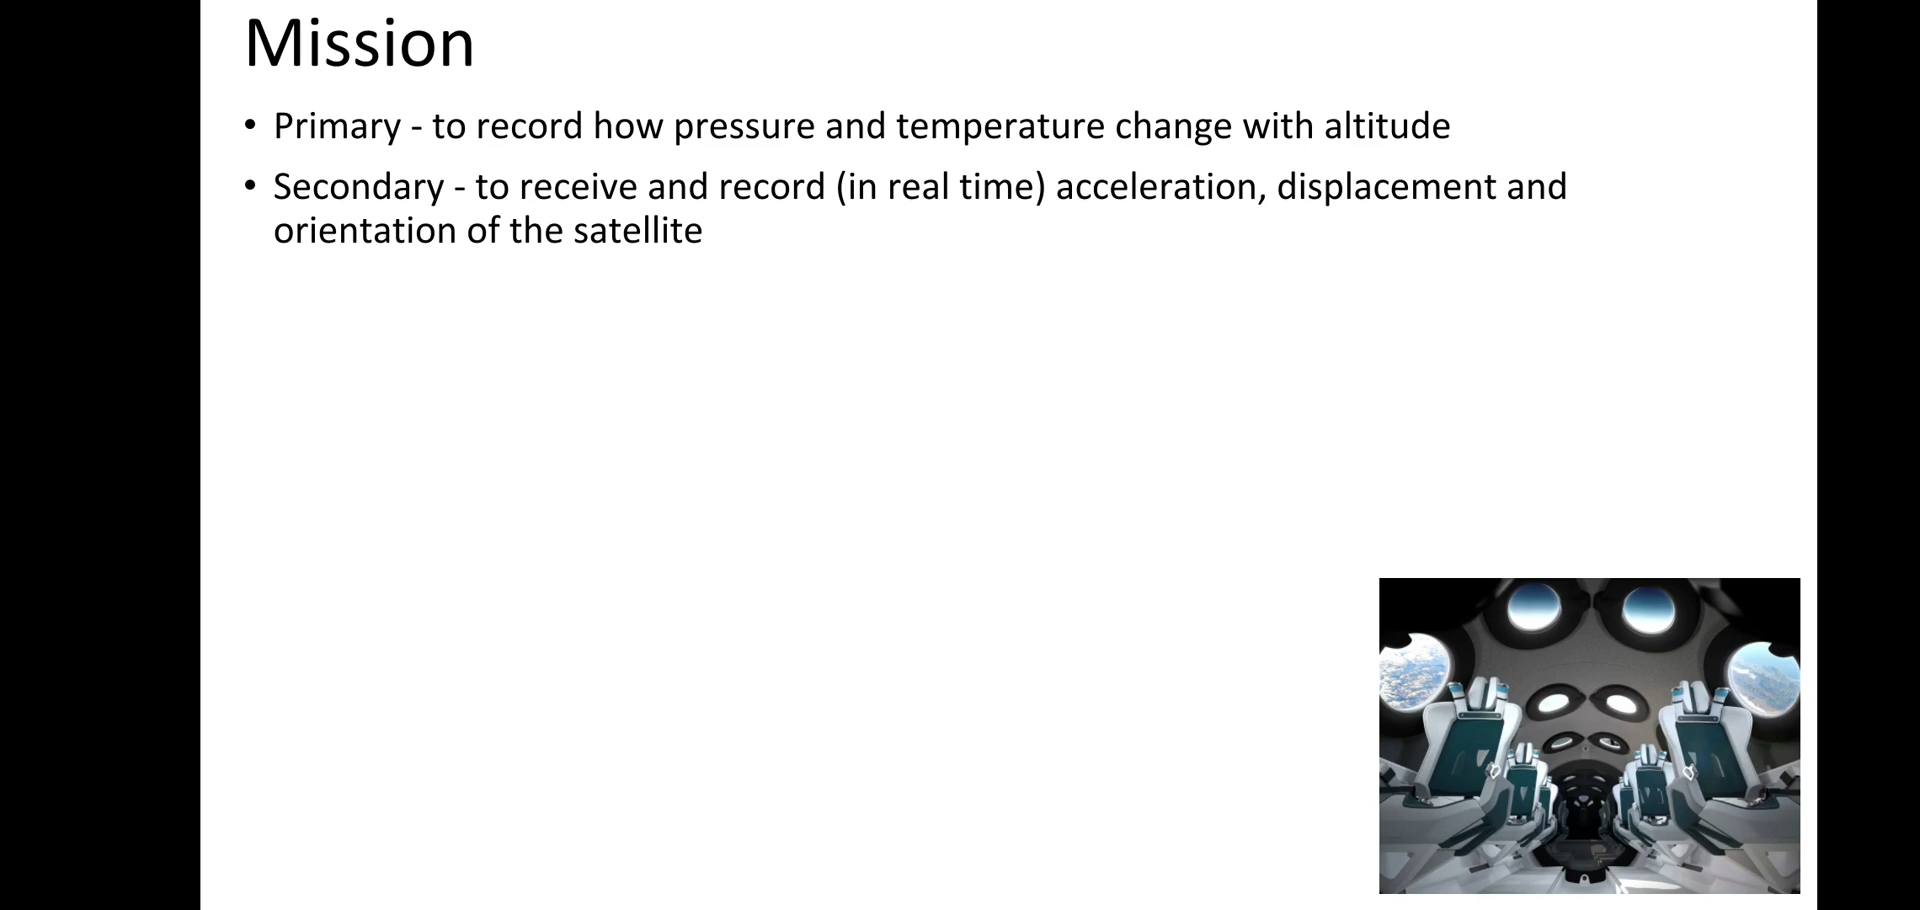 Mission
• Primary - to record how pressure and temperature change with altitude
• Secondary - to receive and record (in real time) acceleration, displacement and
orientation of the satellite